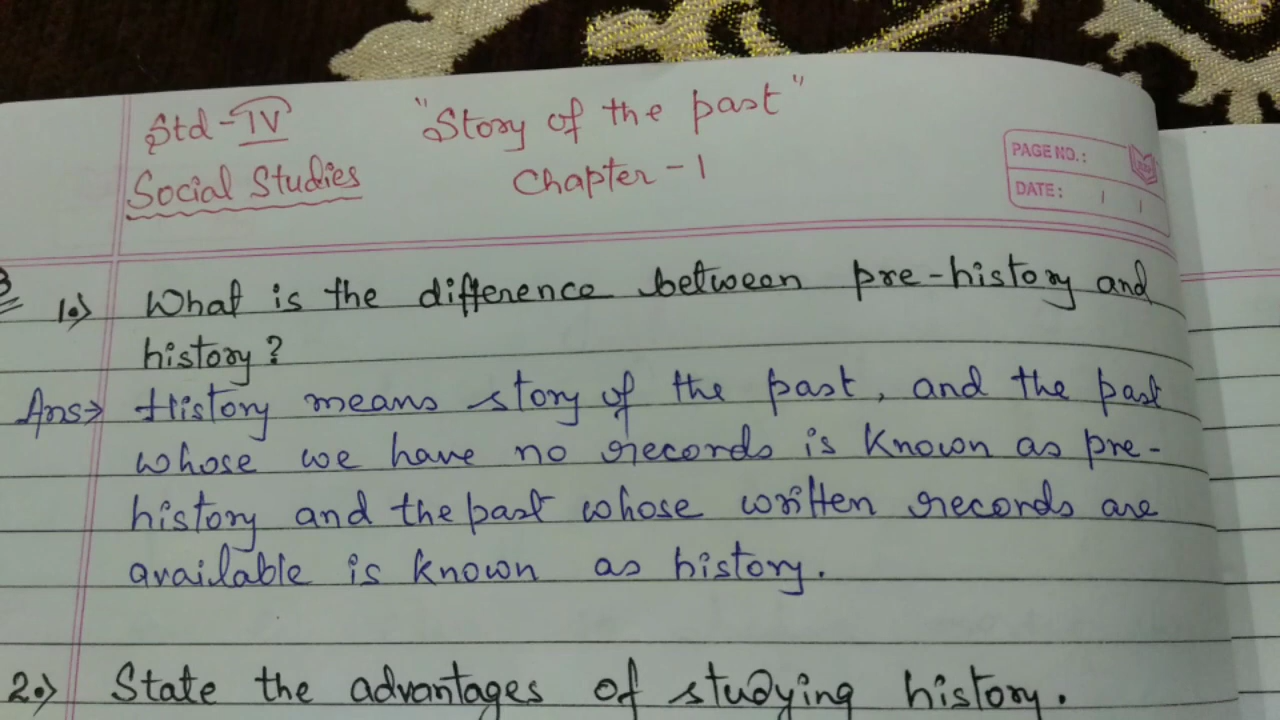 Std-IV
"Story of the past"
Social Studies
Chapter-1
PAGE NO.:
DATE: / /
1.) What is the difference between pre-history and
history?
Ans→ History means story of the past, and the past
whose we have no records is known as pre-
history and the past whose written records are
available is known as history.
2.) State the advantages of studying history.